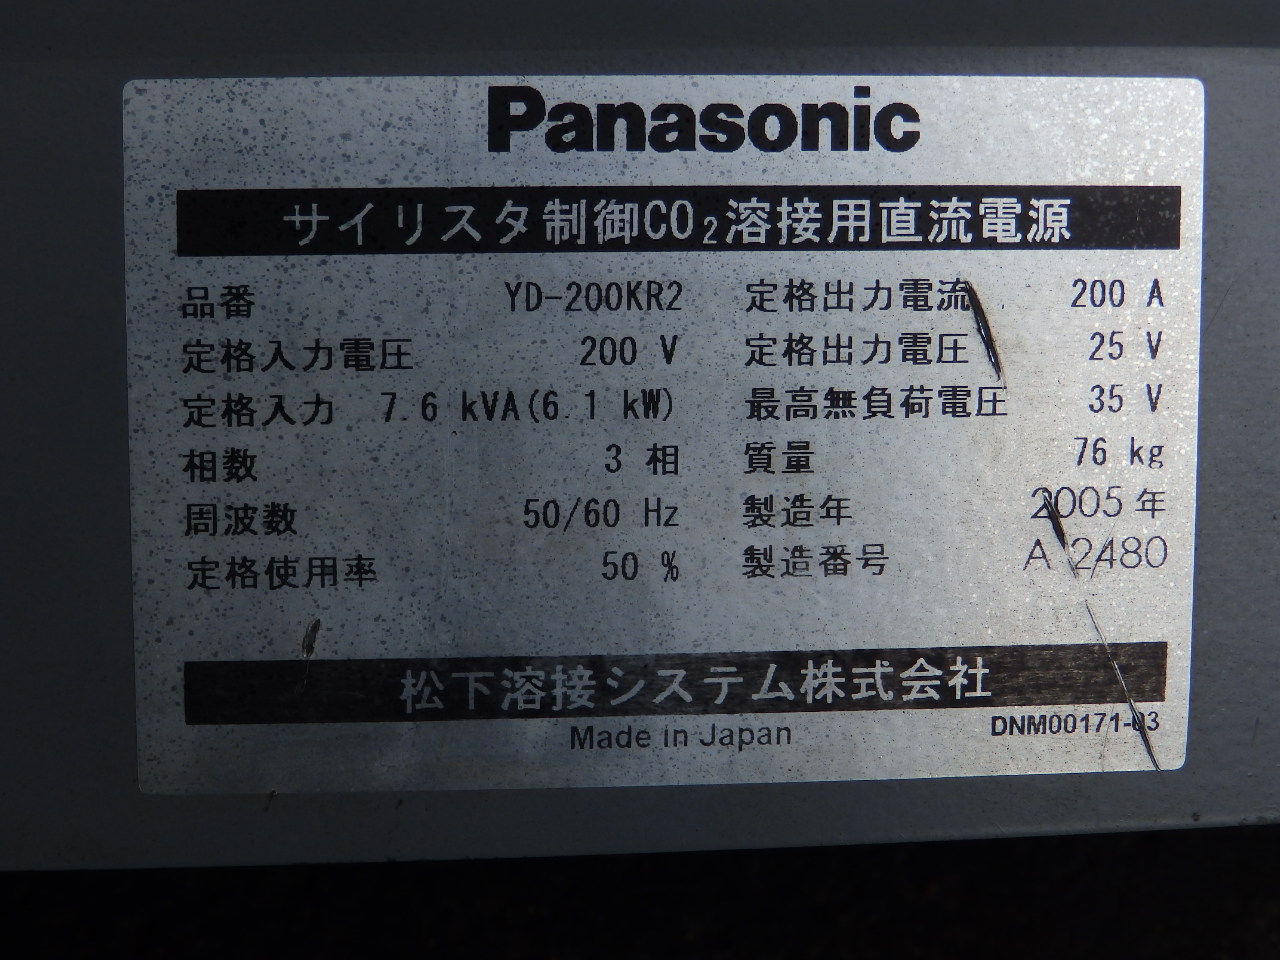 Panasonic
サイリスタ制御CO₂溶接用直流電源
品番 YD-200KR2 定格出力電流 200 A
定格入力電圧 200 V 定格出力電圧 25 V
定格入力 7.6 kVA(6.1 kW) 最高無負荷電圧 35 V
相数 3 相 質量 76 kg
周波数 50/60 Hz 製造年 2005 年
定格使用率 50 % 製造番号 A 2480
松下溶接システム株式会社
Made in Japan DNM00171-03